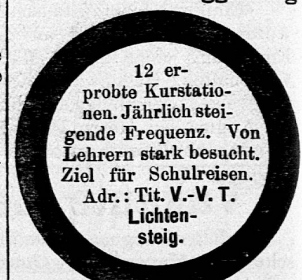 12 er-
probte Kurstatio-
nen. Jährlich stei-
gende Frequenz. Von
Lehrern stark besucht.
Ziel für Schulreisen.
Adr.: Tit. V.-V. T.
Lichten-
steig.